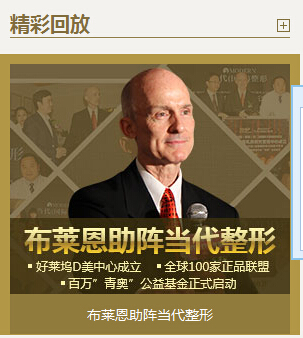 精彩回放
布莱恩助阵当代整形
▪好莱坞D美中心成立 ▪全球100家正品联盟
▪百万”青奥”公益基金正式启动
布莱恩助阵当代整形